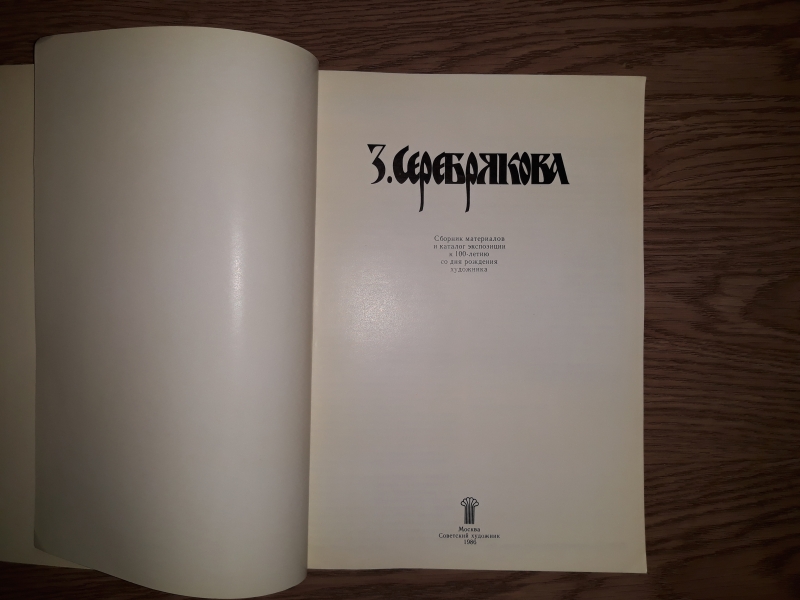 З. Серебрякова
Сборник материалов
и каталог экспозиции
к 100-летию
со дня рождения
художника
Москва
Советский художник
1986